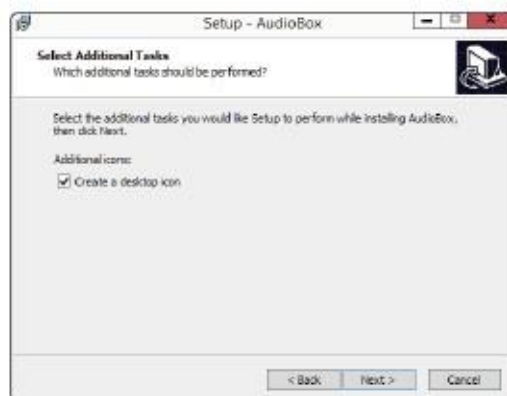 Setup - AudioBox
Select Additional Tasks
Which additional tasks should be performed?
Select the additional tasks you would like Setup to perform while installing AudioBox,
then click Next.
Additional icons:
Create a desktop icon
< Back
Next >
Cancel